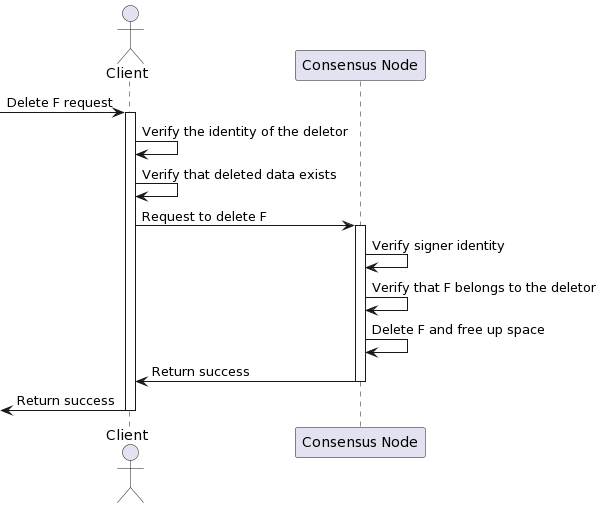 Client
Consensus Node
Delete F request
Verify the identity of the deletor
Verify that deleted data exists
Request to delete F
Verify signer identity
Verify that F belongs to the deletor
Delete F and free up space
Return success
Return success
Client
Consensus Node